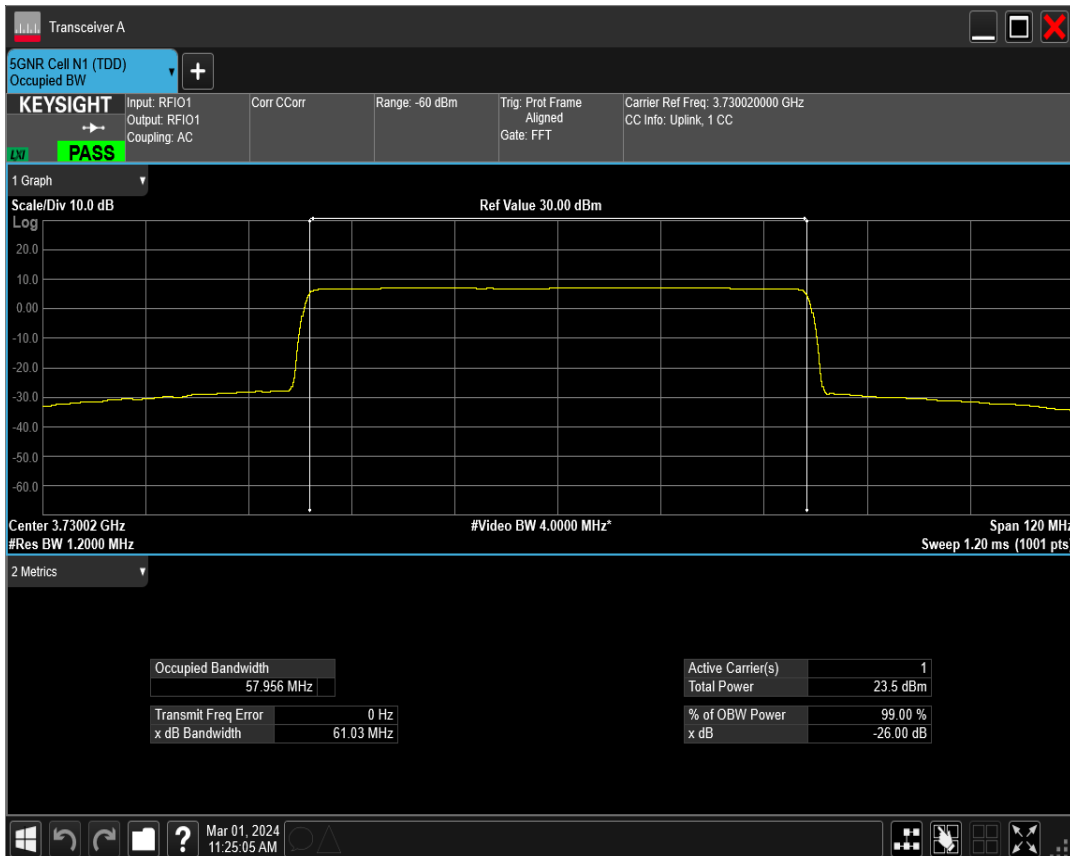 Transceiver A
5GNR Cell N1 (TDD)
Occupied BW
+
KEYSIGHT
LXI
PASS
Input: RFIO1
Output: RFIO1
Coupling: AC
Corr CCorr
Range: -60 dBm
Trig: Prot Frame
Aligned
Gate: FFT
Carrier Ref Freq: 3.730020000 GHz
CC Info: Uplink, 1 CC
1 Graph
Scale/Div 10.0 dB
Ref Value 30.00 dBm
Log
20.0
10.0
0.00
-10.0
-20.0
-30.0
-40.0
-50.0
-60.0
Center 3.73002 GHz
#Video BW 4.0000 MHz*
Span 120 MHz
#Res BW 1.2000 MHz
Sweep 1.20 ms (1001 pts)
2 Metrics
Occupied Bandwidth
57.956 MHz
Transmit Freq Error 0 Hz
x dB Bandwidth 61.03 MHz
Active Carrier(s) 1
Total Power 23.5 dBm
% of OBW Power 99.00 %
x dB -26.00 dB
?
Mar 01, 2024
11:25:05 AM